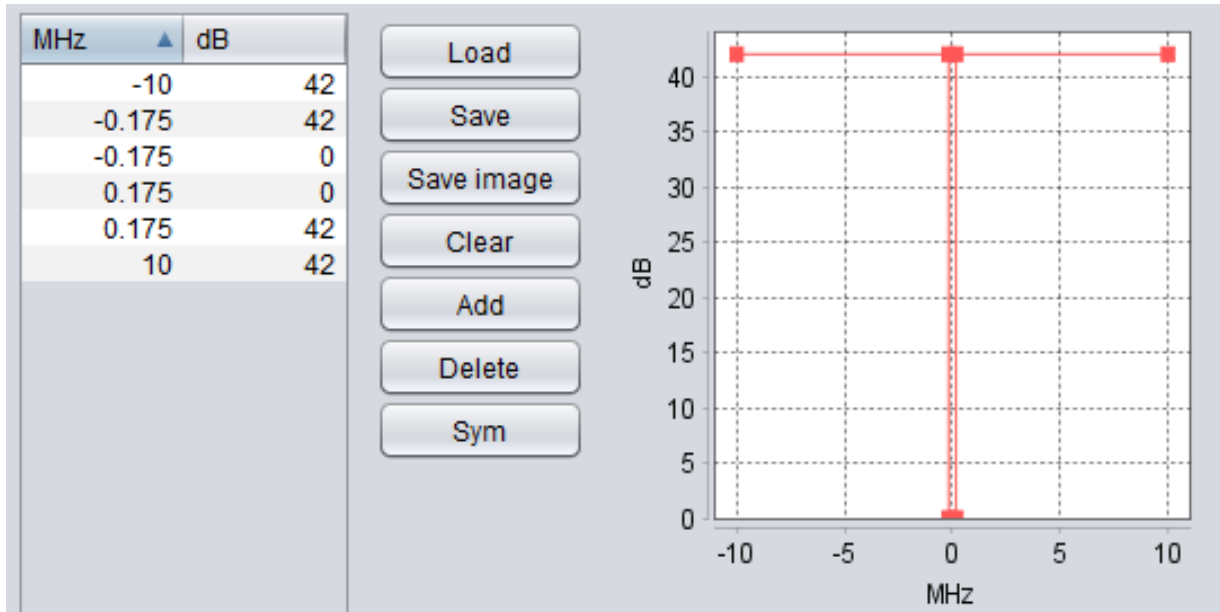 MHz ▲ dB
-10 42
-0.175 42
-0.175 0
0.175 0
0.175 42
10 42
Load
Save
Save image
Clear
Add
Delete
Sym
dB
40
35
30
25
20
15
10
5
0
-10 -5 0 5 10
MHz